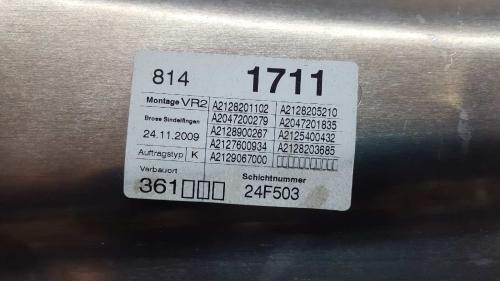 814 1711
Montage VR2 A2128201102 A2128205210
Brose Sindelfingen A2047200279 A2047201835
24.11.2009 A2128900267 A2125400432
A2127600934 A2128203685
Auftragstyp K A2129067000 □□□□□□□□□□□
Verbauort Schichtnummer
361□□□ 24F503